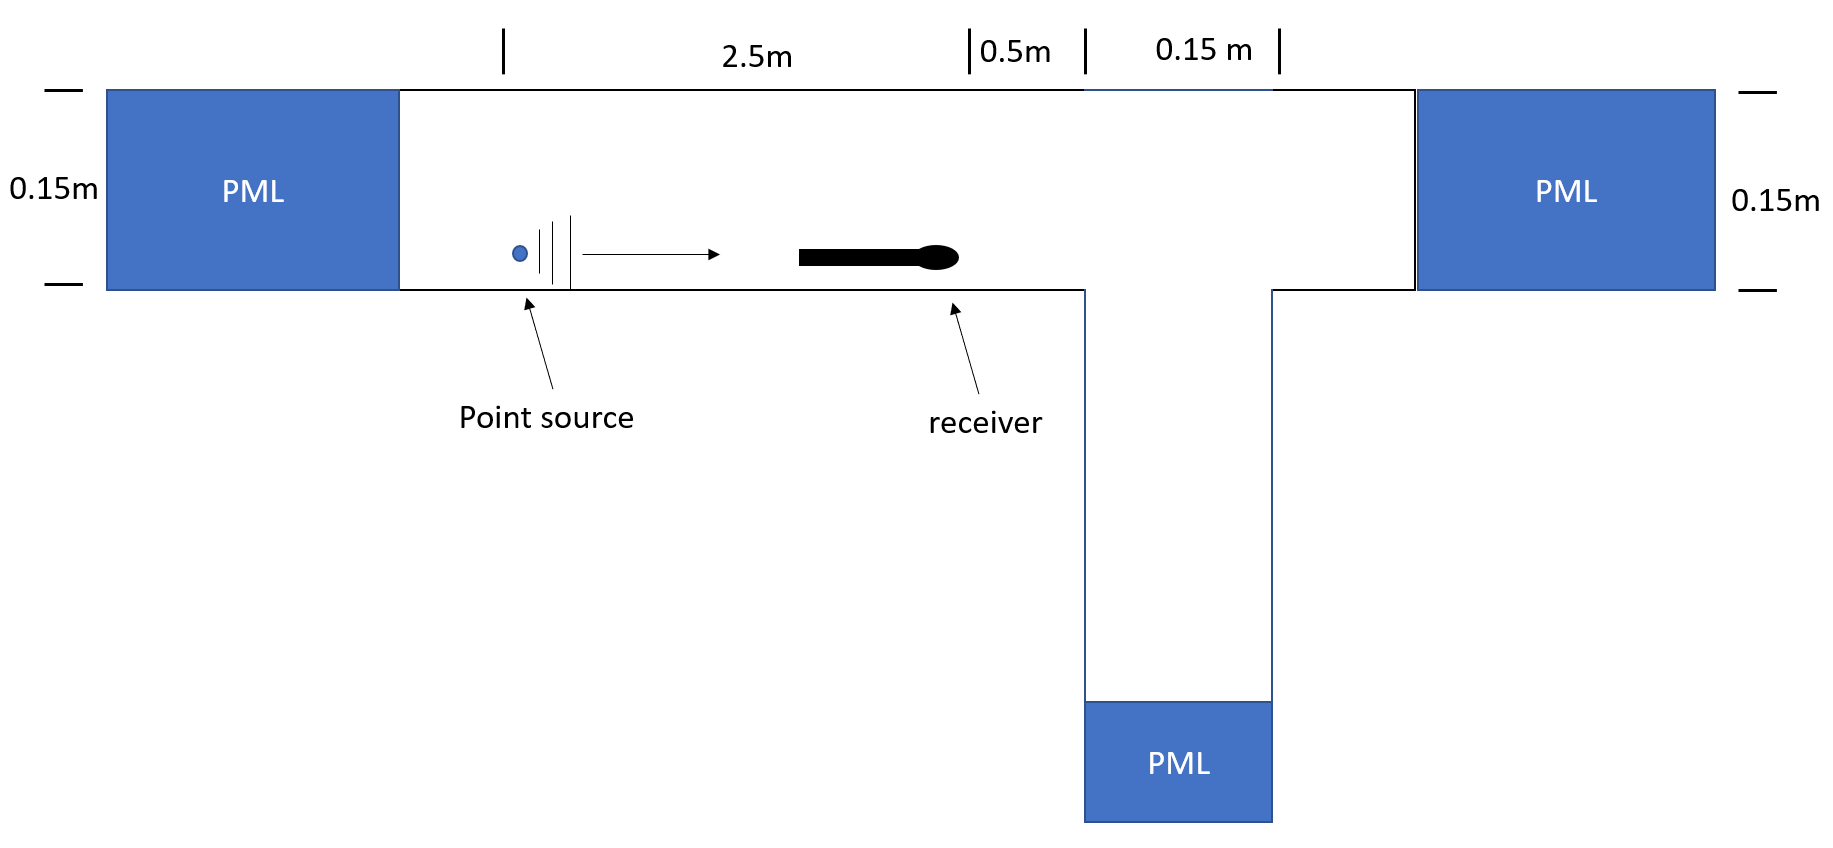 2.5m
0.5m
0.15 m
PML
PML
0.15m
0.15m
Point source
receiver
PML